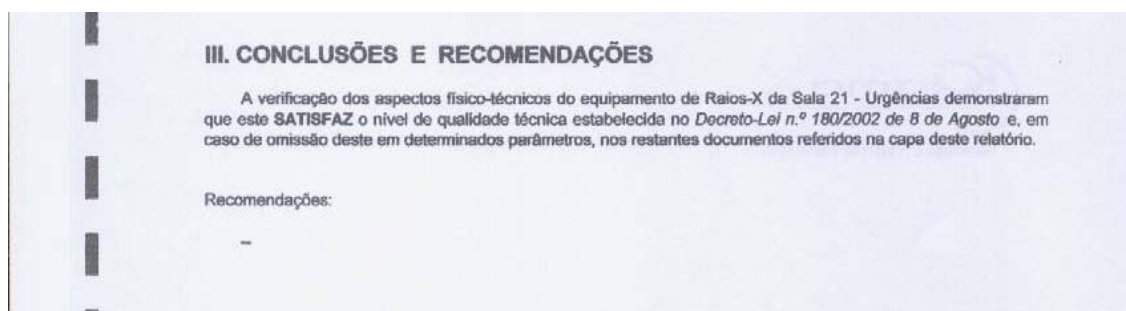 III. CONCLUSÕES E RECOMENDAÇÕES
A verificação dos aspectos físico-técnicos do equipamento de Raios-X da Sala 21 - Urgências demonstraram
que este SATISFAZ o nível de qualidade técnica estabelecida no Decreto-Lei n.º 180/2002 de 8 de Agosto e, em
caso de omissão deste em determinados parâmetros, nos restantes documentos referidos na capa deste relatório.
Recomendações:
–